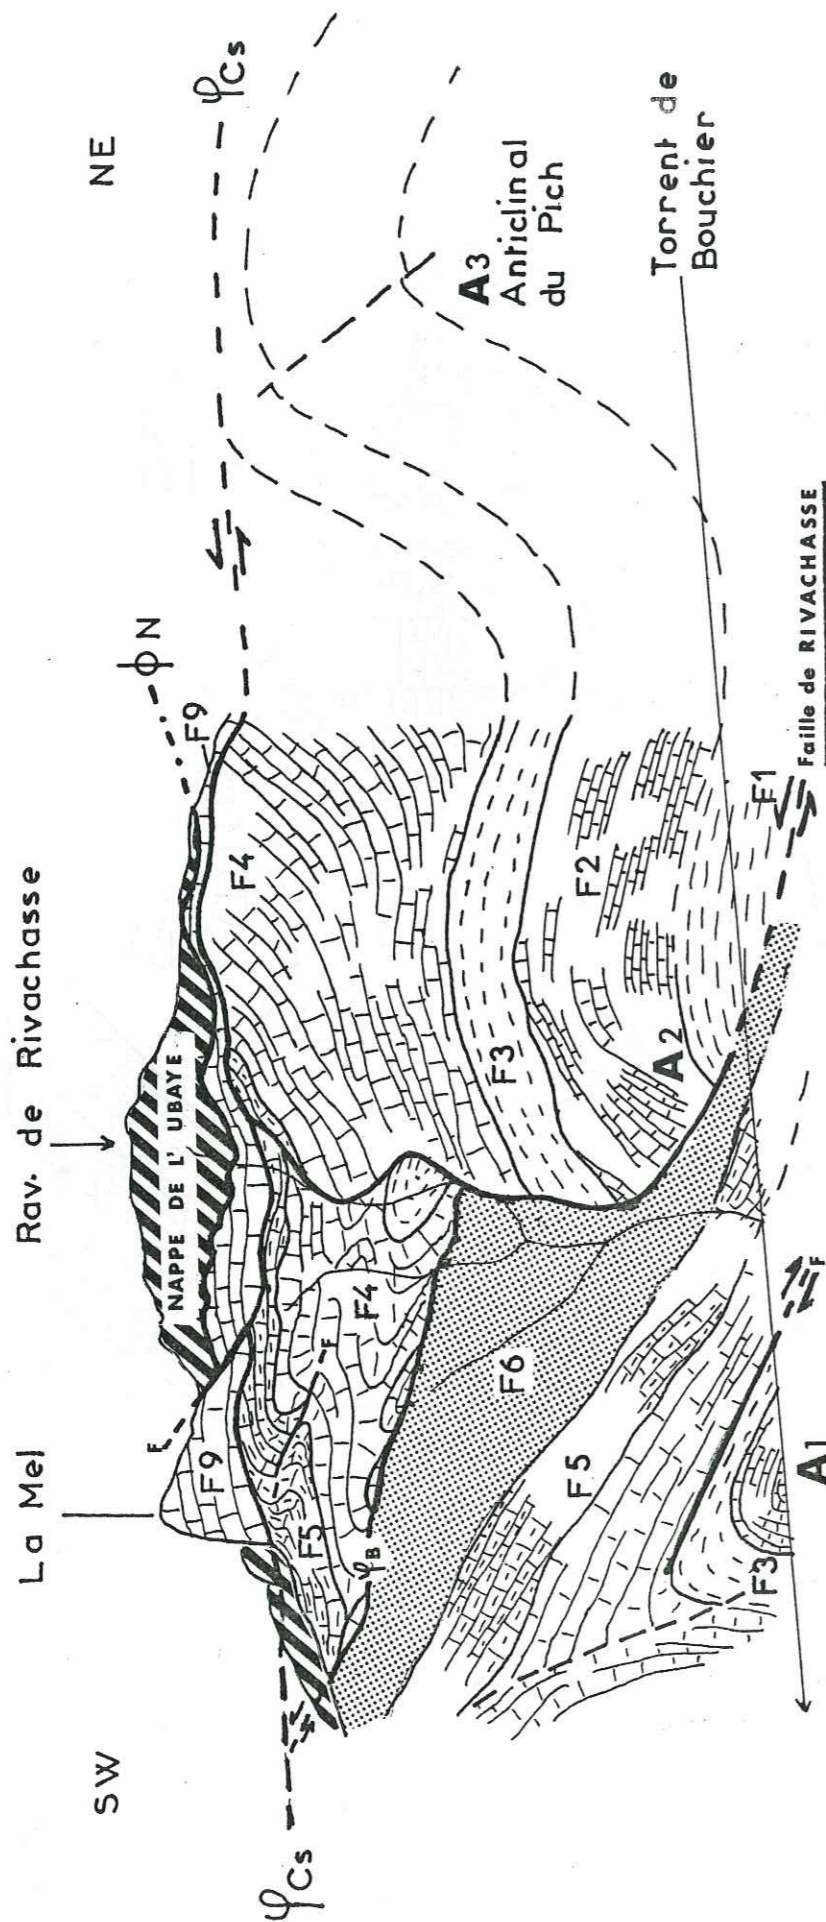 SW
La Mel
Rav. de Rivachasse
NE
φCs
φN
φCs
NAPPE DE L' UBAYE
F
F9
F9
F4
F5
F
F4
φB
F3
F6
F2
A3
Anticlinal
du Pich
F5
A2
F3
F1
Torrent de
Bouchier
A1
F
Faille de RIVACHASSE